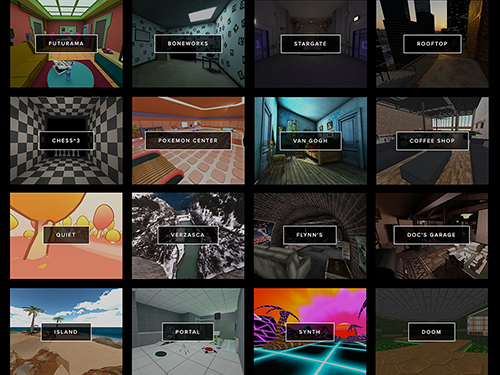 FUTURAMA
BONEWORKS
STARGATE
ROOFTOP
CHESS^3
POKEMON CENTER
VAN GOGH
COFFEE SHOP
QUIET
VERZASCA
FLYNN'S
DOC'S GARAGE
ISLAND
PORTAL
SYNTH
DOOM